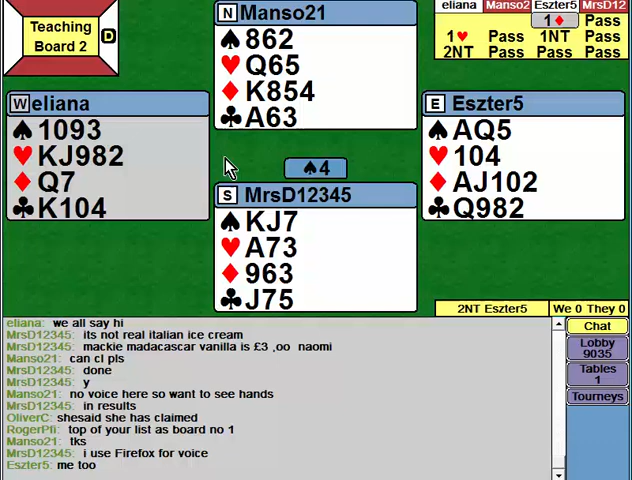 Teaching
Board 2
D
N Manso21
♠862
♥Q65
♦K854
♣A63
eliana Manso2 Eszter5 MrsD12
1♦ Pass
1♥ Pass 1NT Pass
2NT Pass Pass Pass
W eliana
♠1093
♥KJ982
♦Q7
♣K104
E Eszter5
♠AQ5
♥104
♦AJ102
♣Q982
♠4
S MrsD12345
♠KJ7
♥A73
♦963
♣J75
2NT Eszter5 We 0 They 0
eliana: we all say hi
MrsD12345: its not real italian ice cream
MrsD12345: mackie madacascar vanilla is £3 ,oo naomi
Manso21: can cl pls
MrsD12345: done
MrsD12345: y
Manso21: no voice here so want to see hands
MrsD12345: in results
OliverC: shesaid she has claimed
RogerPfi: top of your list as board no 1
Manso21: tks
MrsD12345: i use Firefox for voice
Eszter5: me too
Chat
Lobby
9035
Tables
1
Tourneys